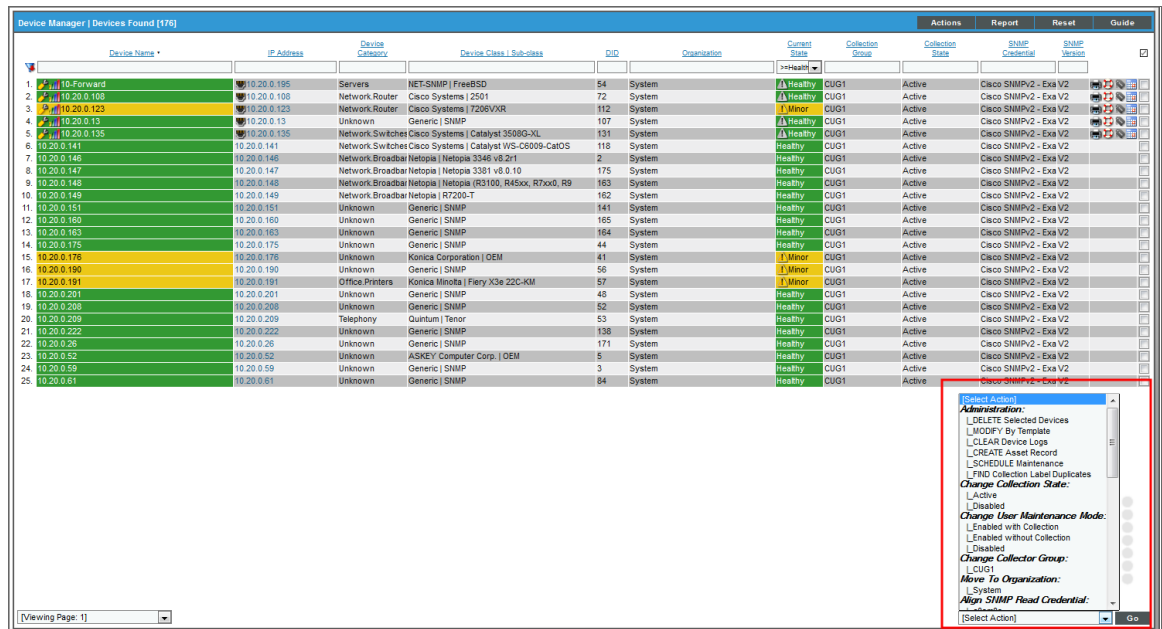 Device Manager | Devices Found [176] Actions Report Reset Guide
Device Name IP Address Device Category Device Class | Sub-class DID Organization Current State Collection Group Collection State SNMP Credential SNMP Version
>=Health
1. 10-Forward 10.20.0.195 Servers NET-SNMP | FreeBSD 54 System Healthy CUG1 Active Cisco SNMPv2 - Exa V2
2. 10.20.0.108 10.20.0.108 Network.Router Cisco Systems | 2501 72 System Healthy CUG1 Active Cisco SNMPv2 - Exa V2
3. 10.20.0.123 10.20.0.123 Network.Router Cisco Systems | 7206VXR 112 System Minor CUG1 Active Cisco SNMPv2 - Exa V2
4. 10.20.0.13 10.20.0.13 Unknown Generic | SNMP 107 System Healthy CUG1 Active Cisco SNMPv2 - Exa V2
5. 10.20.0.135 10.20.0.135 Network.Switches Cisco Systems | Catalyst 3508G-XL 131 System Healthy CUG1 Active Cisco SNMPv2 - Exa V2
6. 10.20.0.141 10.20.0.141 Network.Switches Cisco Systems | Catalyst WS-C6009-CatOS 118 System Healthy CUG1 Active Cisco SNMPv2 - Exa V2
7. 10.20.0.146 10.20.0.146 Network.Broadbar Netopia | Netopia 3346 v8.2r1 2 System Healthy CUG1 Active Cisco SNMPv2 - Exa V2
8. 10.20.0.147 10.20.0.147 Network.Broadbar Netopia | Netopia 3381 v8.0.10 175 System Healthy CUG1 Active Cisco SNMPv2 - Exa V2
9. 10.20.0.148 10.20.0.148 Network.Broadbar Netopia | Netopia (R3100, R45xx, R7xx0, R9 163 System Healthy CUG1 Active Cisco SNMPv2 - Exa V2
10. 10.20.0.149 10.20.0.149 Network.Broadbar Netopia | R7200-T 162 System Healthy CUG1 Active Cisco SNMPv2 - Exa V2
11. 10.20.0.151 10.20.0.151 Unknown Generic | SNMP 141 System Healthy CUG1 Active Cisco SNMPv2 - Exa V2
12. 10.20.0.160 10.20.0.160 Unknown Generic | SNMP 165 System Healthy CUG1 Active Cisco SNMPv2 - Exa V2
13. 10.20.0.163 10.20.0.163 Unknown Generic | SNMP 164 System Healthy CUG1 Active Cisco SNMPv2 - Exa V2
14. 10.20.0.175 10.20.0.175 Unknown Generic | SNMP 44 System Healthy CUG1 Active Cisco SNMPv2 - Exa V2
15. 10.20.0.176 10.20.0.176 Unknown Konica Corporation | OEM 41 System Minor CUG1 Active Cisco SNMPv2 - Exa V2
16. 10.20.0.190 10.20.0.190 Unknown Generic | SNMP 56 System Minor CUG1 Active Cisco SNMPv2 - Exa V2
17. 10.20.0.191 10.20.0.191 Office.Printers Konica Minolta | Fiery X3e 22C-KM 57 System Minor CUG1 Active Cisco SNMPv2 - Exa V2
18. 10.20.0.201 10.20.0.201 Unknown Generic | SNMP 48 System Healthy CUG1 Active Cisco SNMPv2 - Exa V2
19. 10.20.0.208 10.20.0.208 Unknown Generic | SNMP 52 System Healthy CUG1 Active Cisco SNMPv2 - Exa V2
20. 10.20.0.209 10.20.0.209 Telephony Quintum | Tenor 53 System Healthy CUG1 Active Cisco SNMPv2 - Exa V2
21. 10.20.0.222 10.20.0.222 Unknown Generic | SNMP 138 System Healthy CUG1 Active Cisco SNMPv2 - Exa V2
22. 10.20.0.26 10.20.0.26 Unknown Generic | SNMP 171 System Healthy CUG1 Active Cisco SNMPv2 - Exa V2
23. 10.20.0.52 10.20.0.52 Unknown ASKEY Computer Corp. | OEM 5 System Healthy CUG1 Active Cisco SNMPv2 - Exa V2
24. 10.20.0.59 10.20.0.59 Unknown Generic | SNMP 3 System Healthy CUG1 Active Cisco SNMPv2 - Exa V2
25. 10.20.0.61 10.20.0.61 Unknown Generic | SNMP 84 System Healthy CUG1 Active Cisco SNMPv2 - Exa V2
[Select Action]
Administration:
|_DELETE Selected Devices
|_MODIFY By Template
|_CLEAR Device Logs
|_CREATE Asset Record
|_SCHEDULE Maintenance
|_FIND Collection Label Duplicates
Change Collection State:
|_Active
|_Disabled
Change User Maintenance Mode:
|_Enabled with Collection
|_Enabled without Collection
|_Disabled
Change Collector Group:
|_CUG1
Move To Organization:
|_System
Align SNMP Read Credential:
[Viewing Page: 1] [Select Action] Go